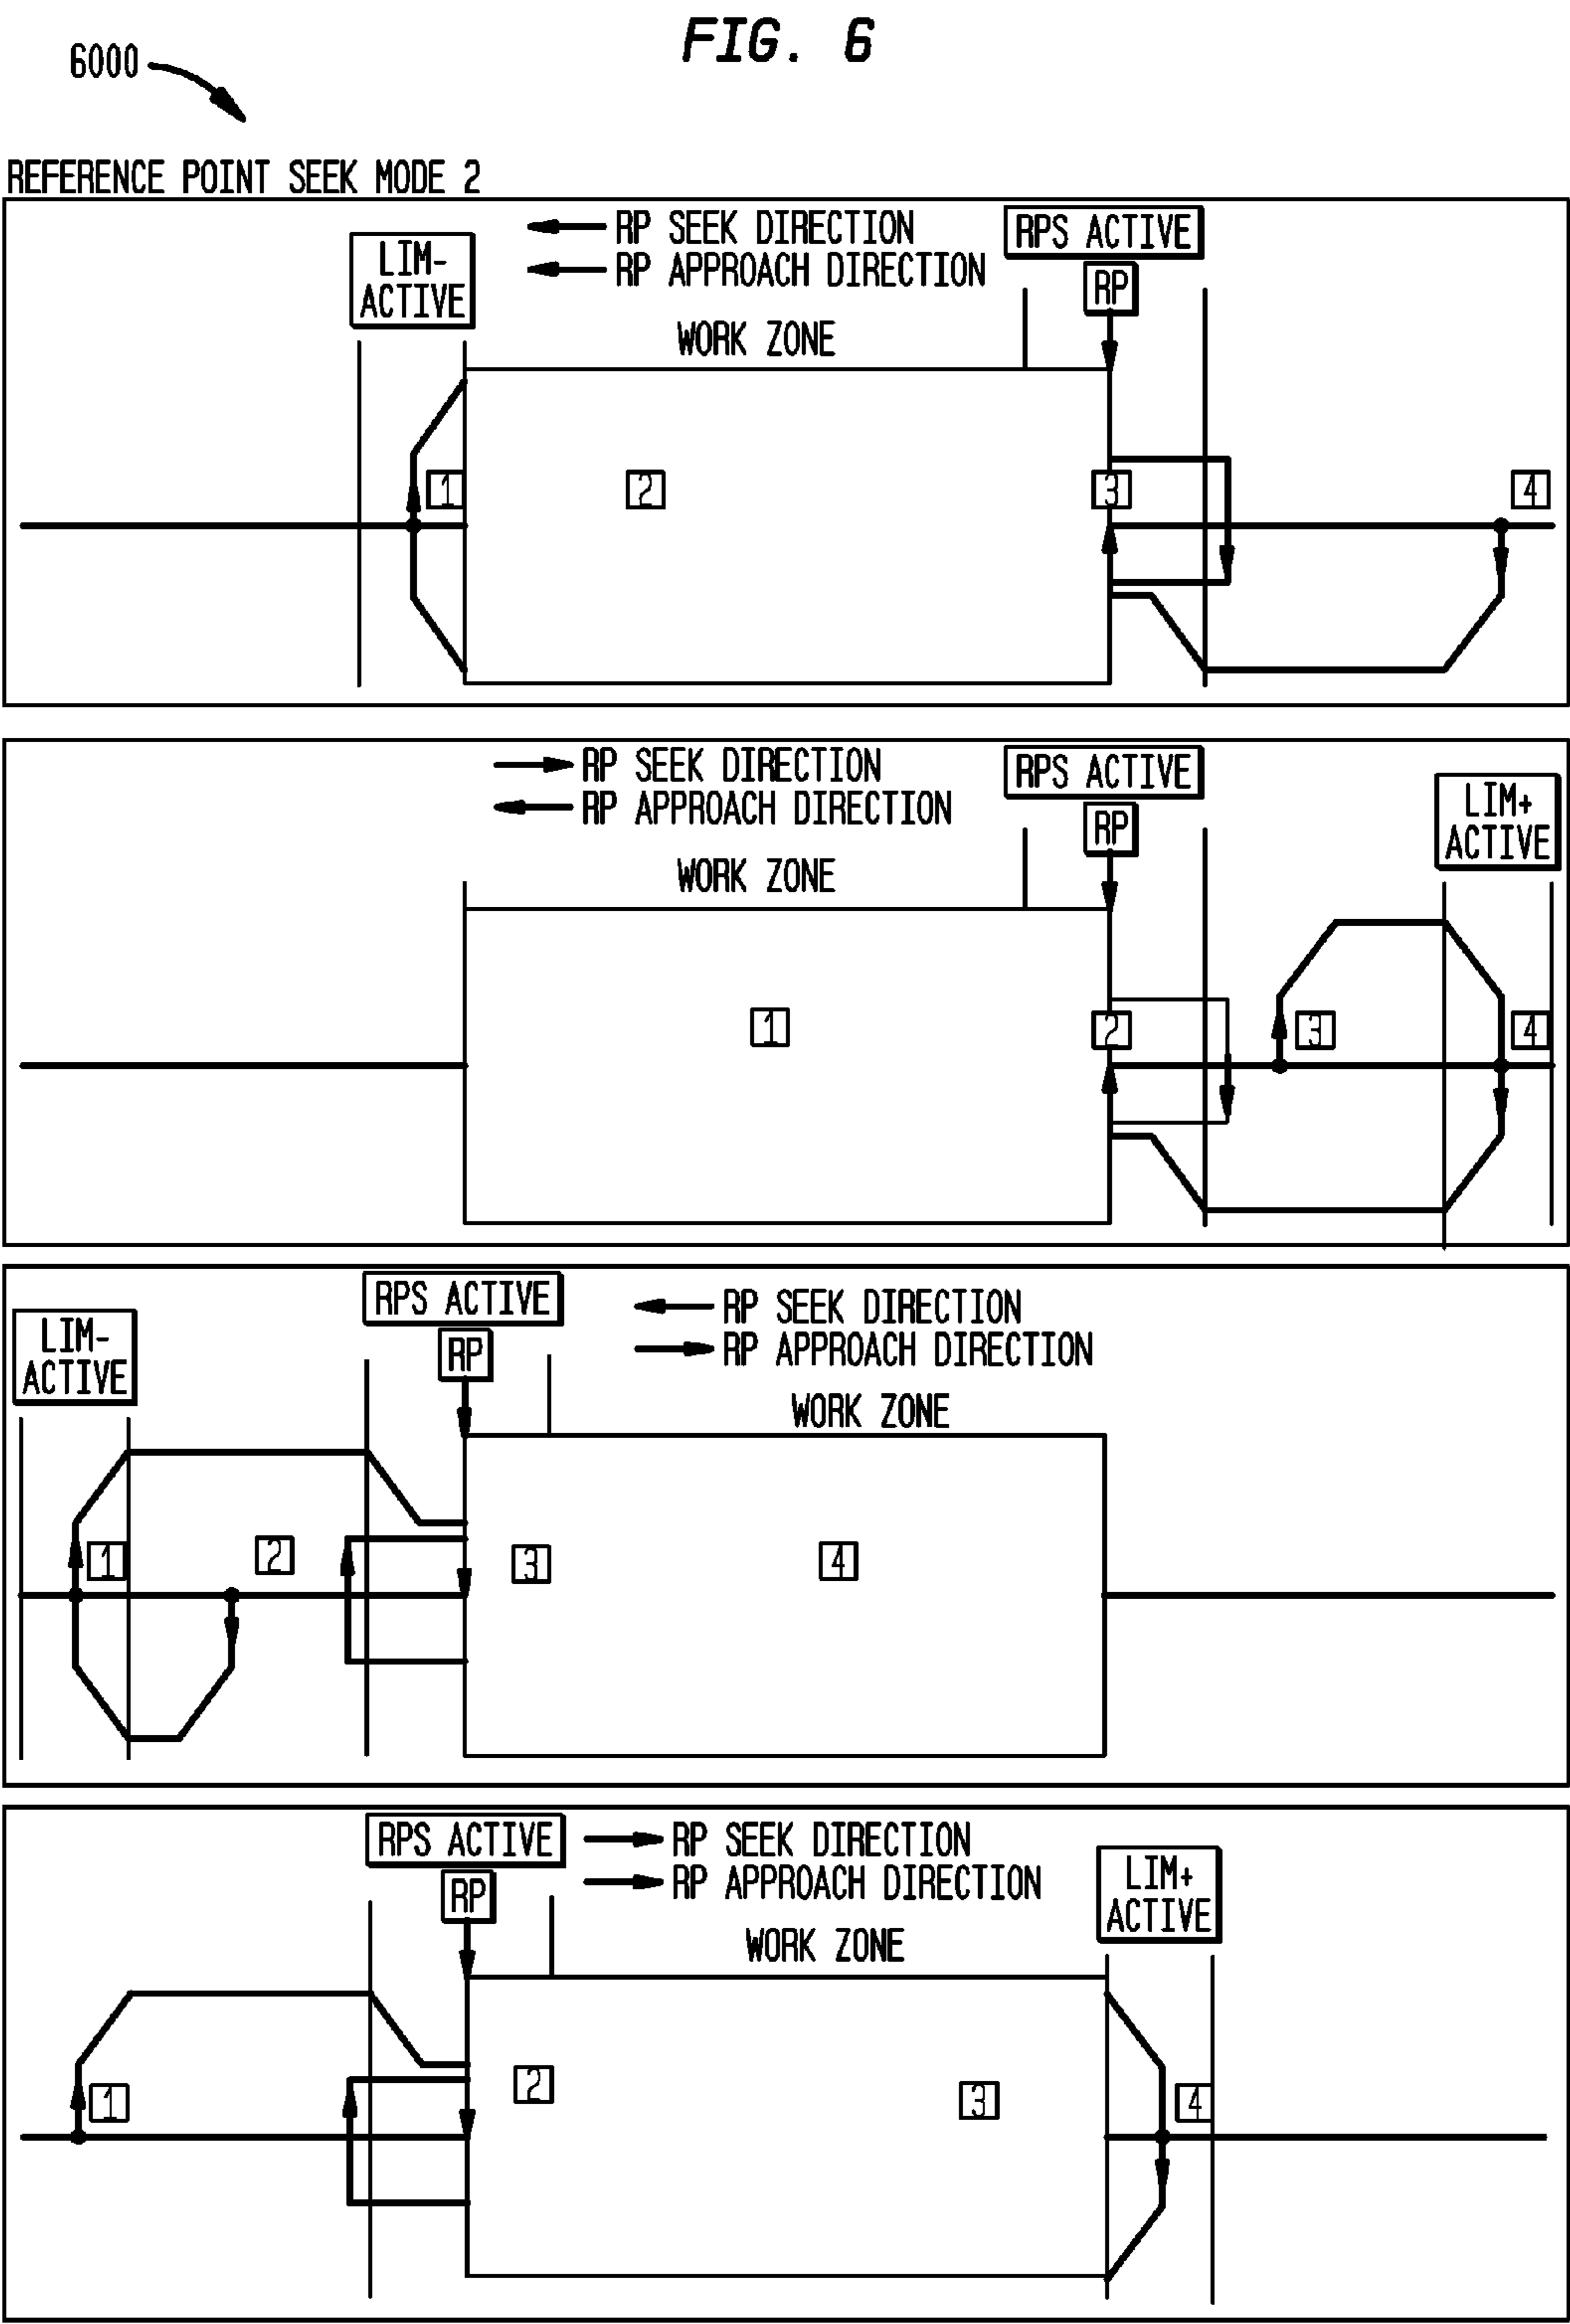 FIG. 6
6000
REFERENCE POINT SEEK MODE 2
RP SEEK DIRECTION
RPS ACTIVE
LIM-
ACTIVE
RP APPROACH DIRECTION
RP
WORK ZONE
1
2
3
4
RP SEEK DIRECTION
RPS ACTIVE
RP APPROACH DIRECTION
RP
LIM+
ACTIVE
WORK ZONE
1
2
3
4
RPS ACTIVE
RP SEEK DIRECTION
LIM-
ACTIVE
RP
RP APPROACH DIRECTION
WORK ZONE
1
2
3
4
RPS ACTIVE
RP SEEK DIRECTION
RP
RP APPROACH DIRECTION
LIM+
ACTIVE
WORK ZONE
1
2
3
4